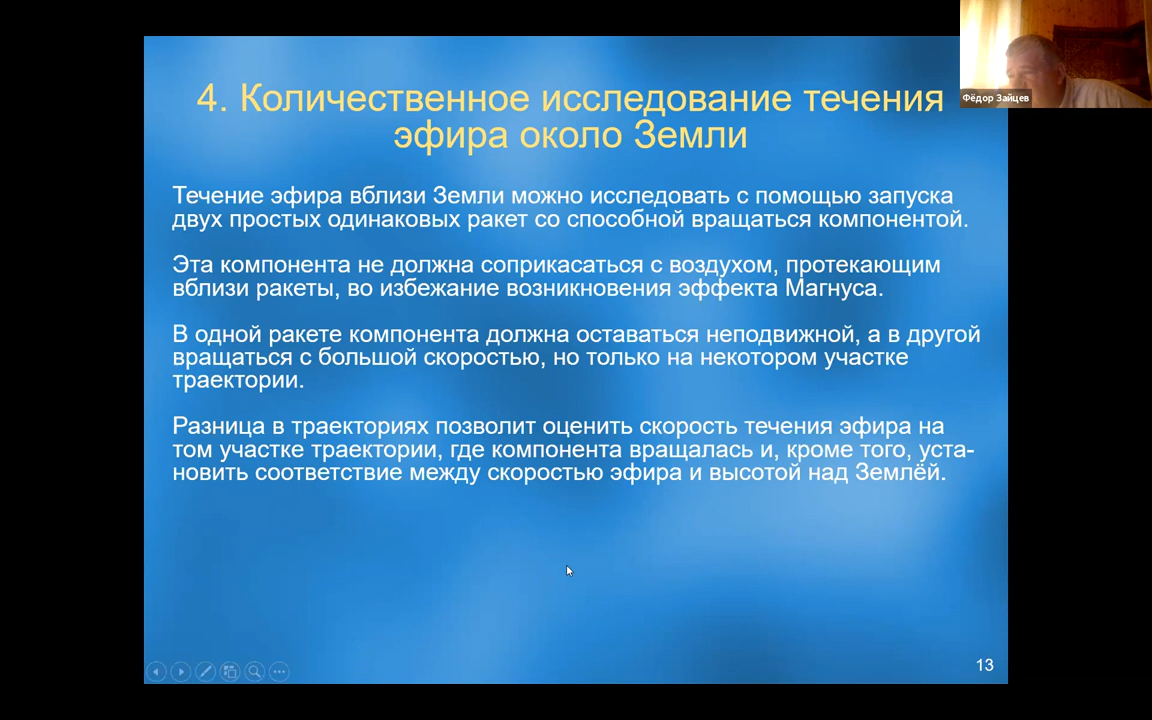 4. Количественное исследование течения
эфира около Земли
Фёдор Зайцев
Течение эфира вблизи Земли можно исследовать с помощью запуска
двух простых одинаковых ракет со способной вращаться компонентой.
Эта компонента не должна соприкасаться с воздухом, протекающим
вблизи ракеты, во избежание возникновения эффекта Магнуса.
В одной ракете компонента должна оставаться неподвижной, а в другой
вращаться с большой скоростью, но только на некотором участке
траектории.
Разница в траекториях позволит оценить скорость течения эфира на
том участке траектории, где компонента вращалась и, кроме того, уста-
новить соответствие между скоростью эфира и высотой над Землёй.
13